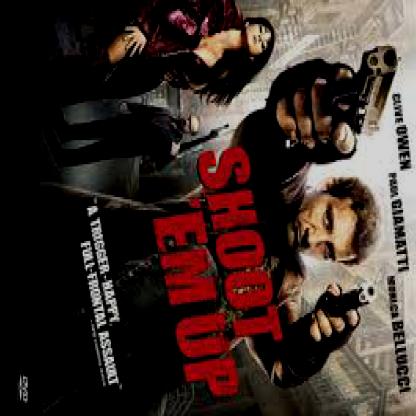 CLIVE OWEN PAUL GIAMATTI MONICA BELLUCCI
SHOOT
'EM UP
"A TRIGGER-HAPPY,
FULL-FRONTAL ASSAULT"
DVD